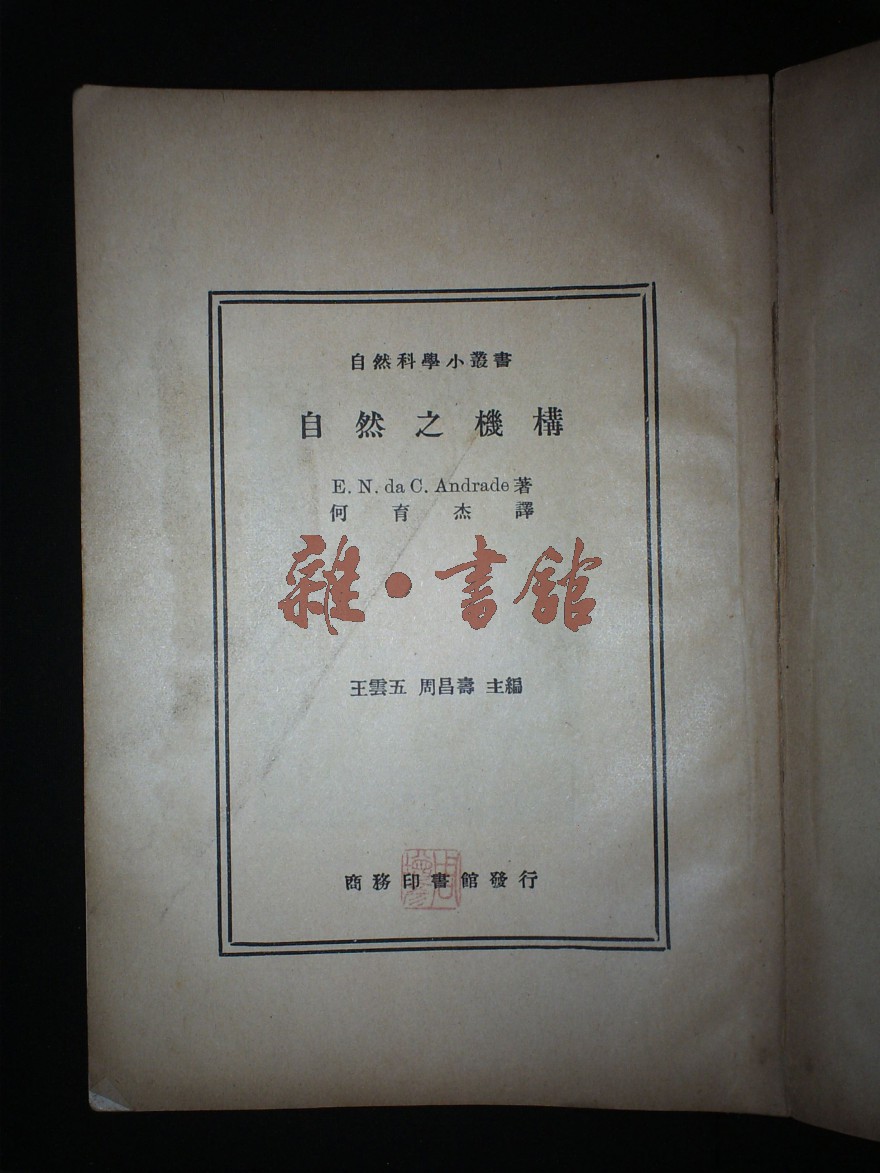 自然科學小叢書
自然之機構
E. N. da C. Andrade 著
何育杰譯
雜·書館
王雲五 周昌壽 主編
商務印書館發行